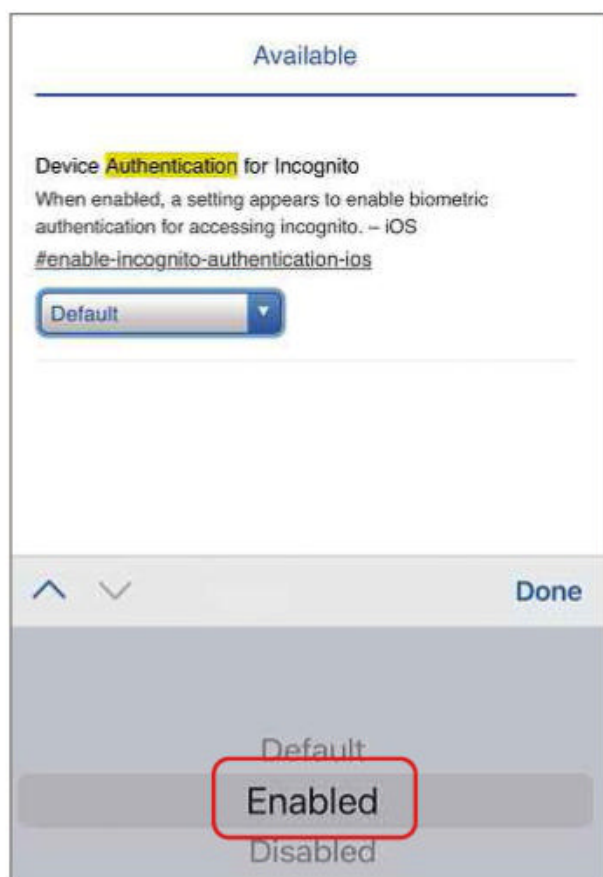 Available
Device Authentication for Incognito
When enabled, a setting appears to enable biometric
authentication for accessing incognito. – iOS
#enable-incognito-authentication-ios
Default
Done
Default
Enabled
Disabled